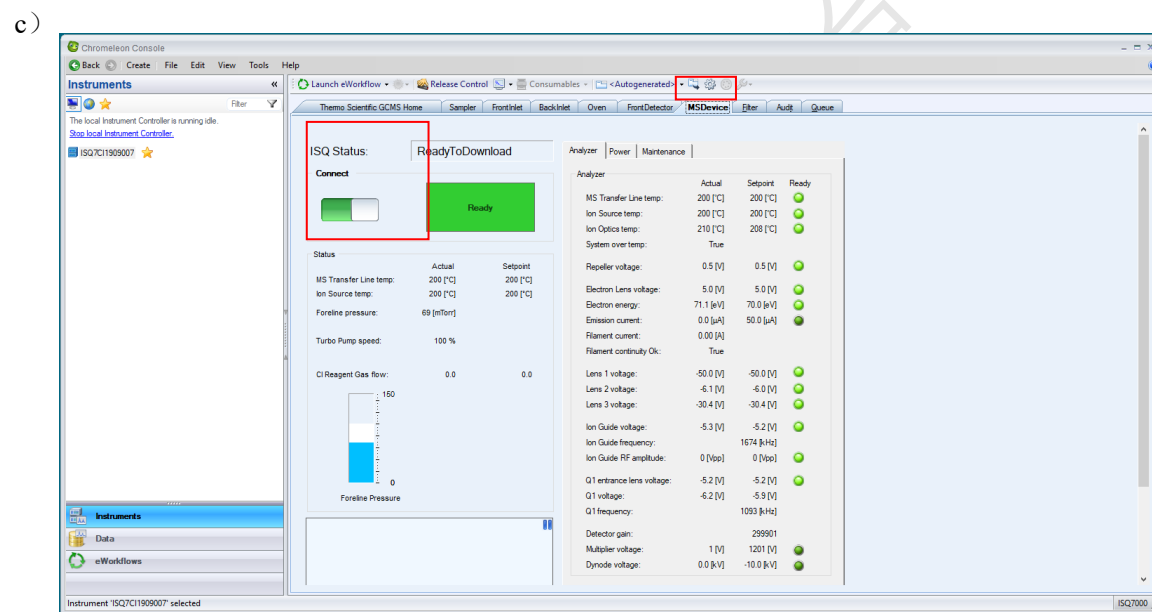 c）
Chromeleon Console
Back Create File Edit View Tools Help
Instruments «
Launch eWorkflow Release Control Consumables <Autogenerated>
Filter
Thermo Scientific GCMS Home Sampler FrontInlet BackInlet Oven FrontDetector MSDevice Filter Audit Queue
The local Instrument Controller is running idle.
Stop local Instrument Controller.
ISQ7CI1909007
ISQ Status: ReadyToDownload
Connect
Ready
Status
Actual Setpoint
MS Transfer Line temp: 200 [°C] 200 [°C]
Ion Source temp: 200 [°C] 200 [°C]
Foreline pressure: 69 [mTorr]
Turbo Pump speed: 100 %
CI Reagent Gas flow: 0.0 0.0
150
0
Foreline Pressure
Analyzer Power Maintenance
Analyzer
Actual Setpoint Ready
MS Transfer Line temp: 200 [°C] 200 [°C]
Ion Source temp: 200 [°C] 200 [°C]
Ion Optics temp: 210 [°C] 208 [°C]
System over temp: True
Repeller voltage: 0.5 [V] 0.5 [V]
Electron Lens voltage: 5.0 [V] 5.0 [V]
Electron energy: 71.1 [eV] 70.0 [eV]
Emission current: 0.0 [µA] 50.0 [µA]
Filament current: 0.00 [A]
Filament continuity Ok: True
Lens 1 voltage: -50.0 [V] -50.0 [V]
Lens 2 voltage: -6.1 [V] -6.0 [V]
Lens 3 voltage: -30.4 [V] -30.4 [V]
Ion Guide voltage: -5.3 [V] -5.2 [V]
Ion Guide frequency: 1674 [kHz]
Ion Guide RF amplitude: 0 [Vpp] 0 [Vpp]
Q1 entrance lens voltage: -5.2 [V] -5.2 [V]
Q1 voltage: -6.2 [V] -5.9 [V]
Q1 frequency: 1093 [kHz]
Detector gain: 299901
Multiplier voltage: 1 [V] 1201 [V]
Dynode voltage: 0.0 [kV] -10.0 [kV]
Instruments
Data
eWorkflows
Instrument 'ISQ7CI1909007' selected
ISQ7000